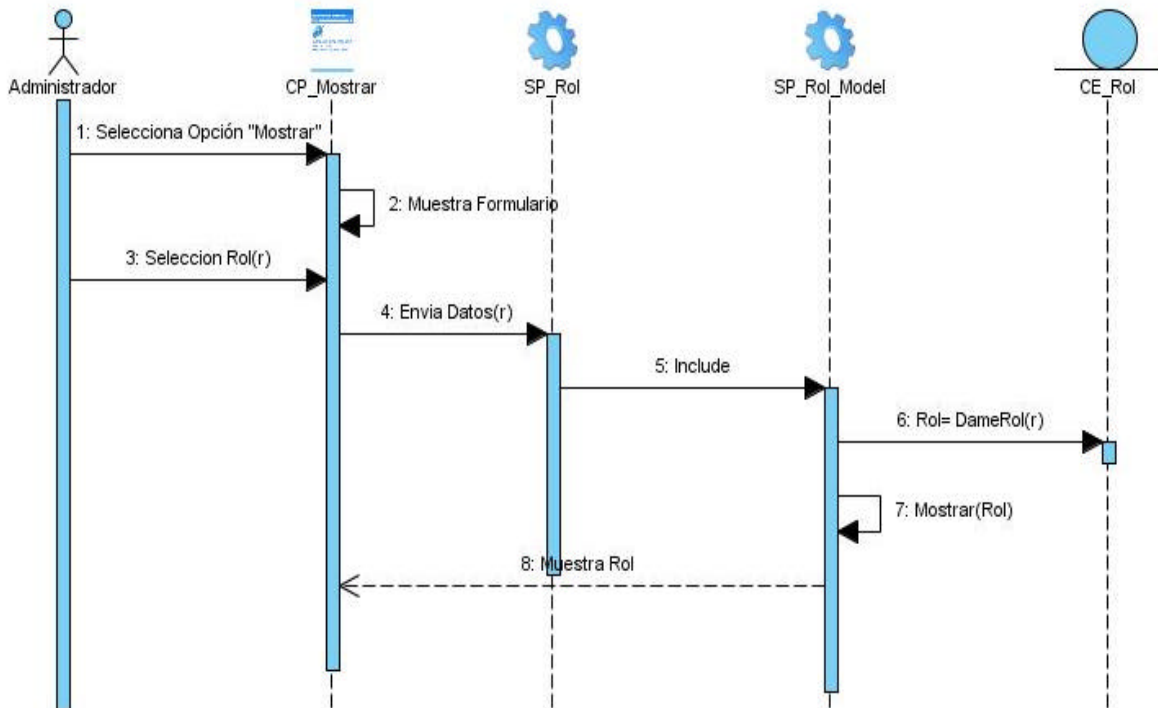 Administrador
CP_Mostrar
SP_Rol
SP_Rol_Model
CE_Rol
1: Selecciona Opción "Mostrar"
2: Muestra Formulario
3: Seleccion Rol(r)
4: Envia Datos(r)
5: Include
6: Rol= DameRol(r)
7: Mostrar(Rol)
8: Muestra Rol